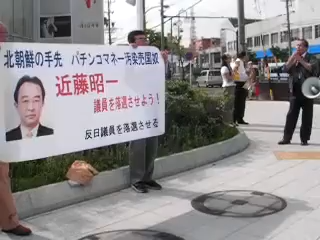 北朝鮮の手先 パチンコマネー汚染売国奴
近藤昭一
議員を落選させよう！
反日議員を落選させる